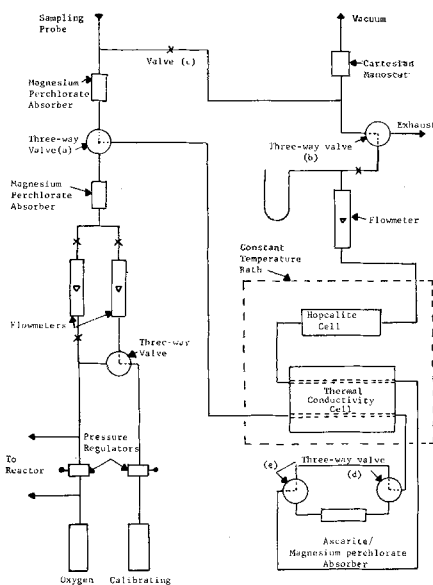 Sampling
Probe
Vacuum
Valve (c)
Cartesian
Manostat
Magnesium
Perchlorate
Absorber
Exhaust
Three-way
Valve(a)
Three-way valve
(b)
Magnesium
Perchlorate
Absorber
Flowmeter
Constant
Temperature
Bath
Hopcalite
Cell
Flowmeters
Three-way
Valve
Thermal
Conductivity
Cell
Pressure
Regulators
To
Reactor
Three-way valve
(e)
(d)
Ascarite/
Magnesium perchlorate
Absorber
Oxygen
Calibrating